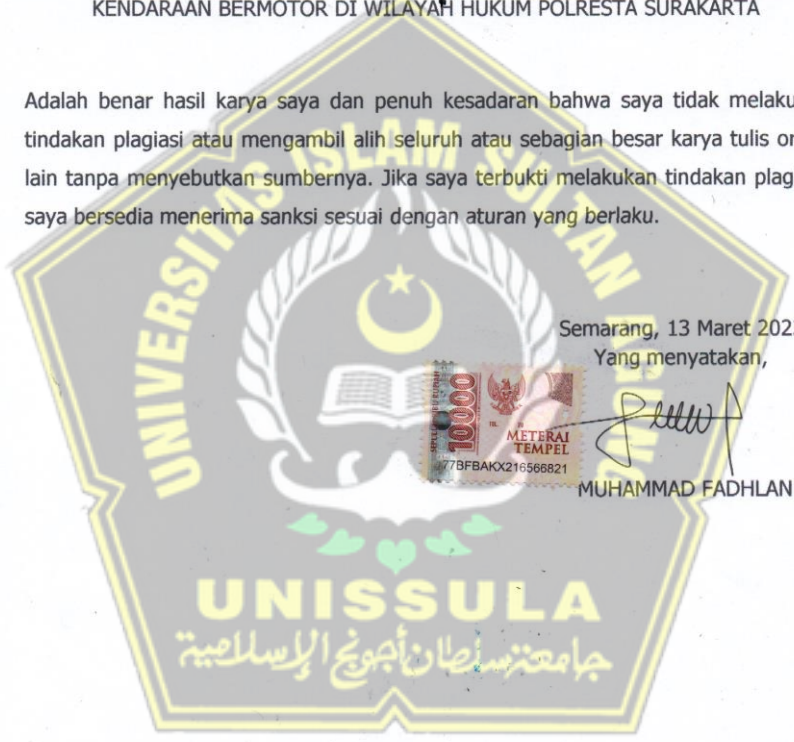 KENDARAAN BERMOTOR DI WILAYAH HUKUM POLRESTA SURAKARTA
Adalah benar hasil karya saya dan penuh kesadaran bahwa saya tidak melaku
tindakan plagiasi atau mengambil alih seluruh atau sebagian besar karya tulis or
lain tanpa menyebutkan sumbernya. Jika saya terbukti melakukan tindakan plag
saya bersedia menerima sanksi sesuai dengan aturan yang berlaku.
UNIVERSITAS ISLAM SULTAN AGUNG
Semarang, 13 Maret 202
Yang menyatakan,
SEPULUH RIBU RUPIAH
10000
METERAI
TEMPEL
77BFBAKX216566821
MUHAMMAD FADHLAN
UNISSULA
جامعة سلطان أجونج الإسلامية